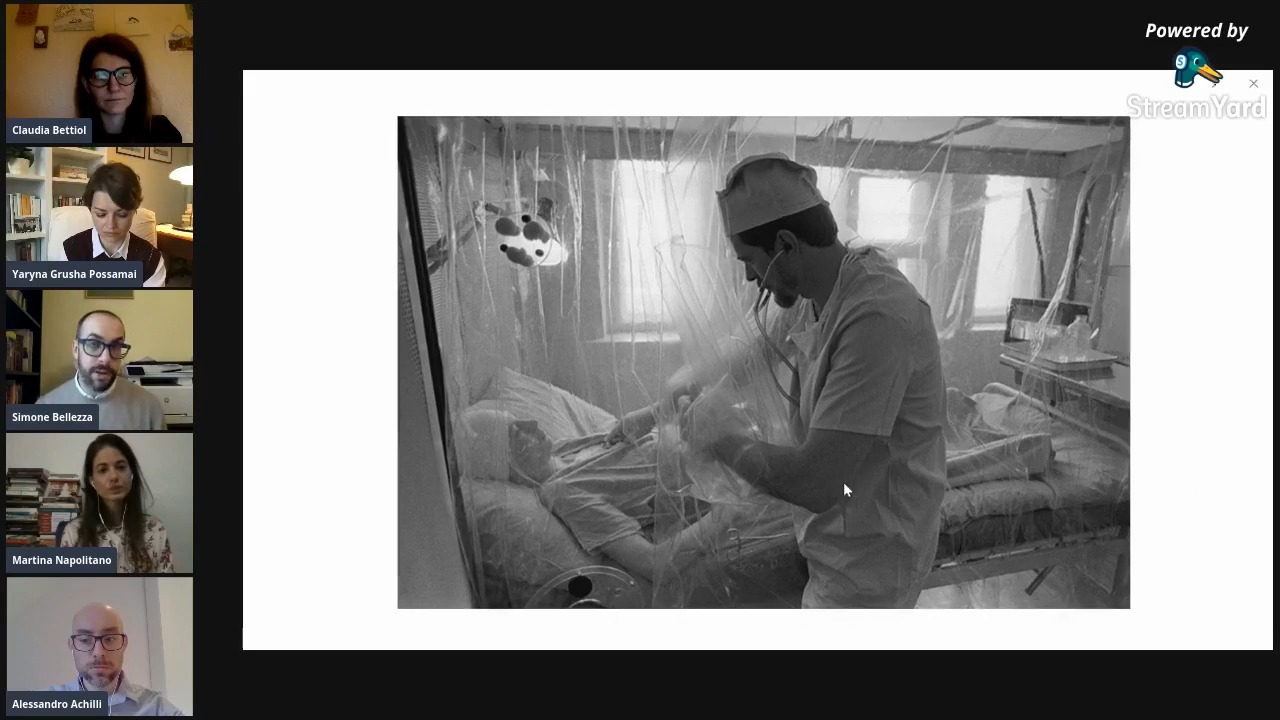 Claudia Bettiol
Yaryna Grusha Possamai
Simone Bellezza
Martina Napolitano
Alessandro Achilli
Powered by
S
StreamYard